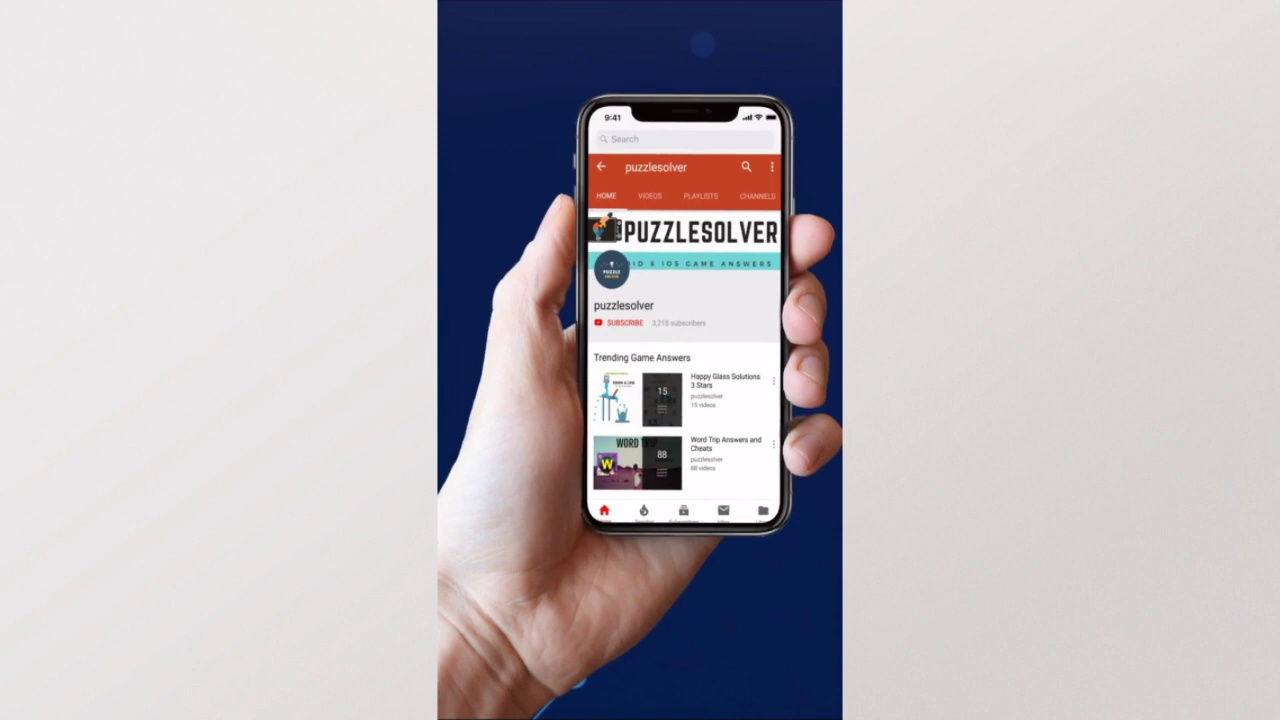 9:41
Search
puzzlesolver
HOME VIDEOS PLAYLISTS CHANNELS
PUZZLESOLVER
ID & IOS GAME ANSWERS
PUZZLE
puzzlesolver
SUBSCRIBE 3,218 subscribers
Trending Game Answers
15
Happy Glass Solutions
3 Stars
puzzlesolver
15 videos
WORD TRIP
W
88
Word Trip Answers and
Cheats
puzzlesolver
88 videos